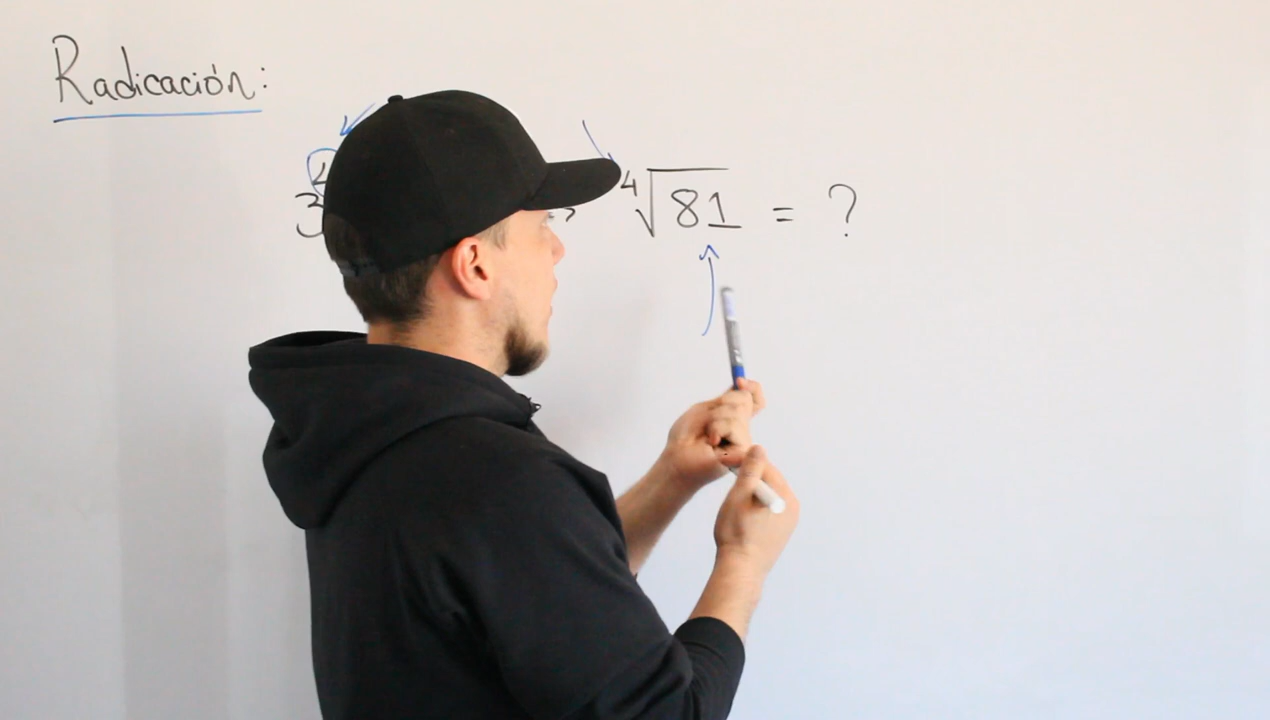 Radicación:
3 ⁴√81 = ?